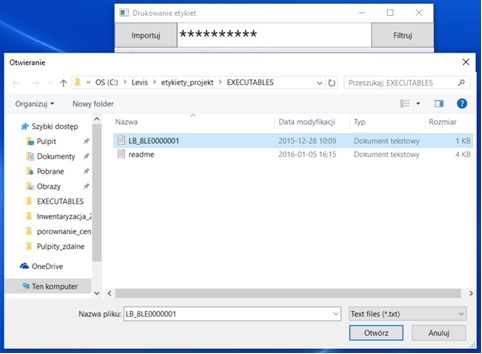 Drukowanie etykiet
Importuj
**********
Filtruj
Otwieranie
« OS (C:) › Levis › etykiety_projekt › EXECUTABLES
Przeszukaj: EXECUTABLES
Organizuj
Nowy folder
Szybki dostęp
Pulpit
Dokumenty
Pobrane
Obrazy
EXECUTABLES
Inwentaryzacja_2
porownanie_cen
Pulpity_zdalne
OneDrive
Ten komputer
Nazwa Data modyfikacji Typ Rozmiar
LB_8LE0000001 2015-12-28 10:09 Dokument tekstowy 1 KB
readme 2016-01-05 16:15 Dokument tekstowy 4 KB
Nazwa pliku: LB_8LE0000001
Text files (*.txt)
Otwórz
Anuluj